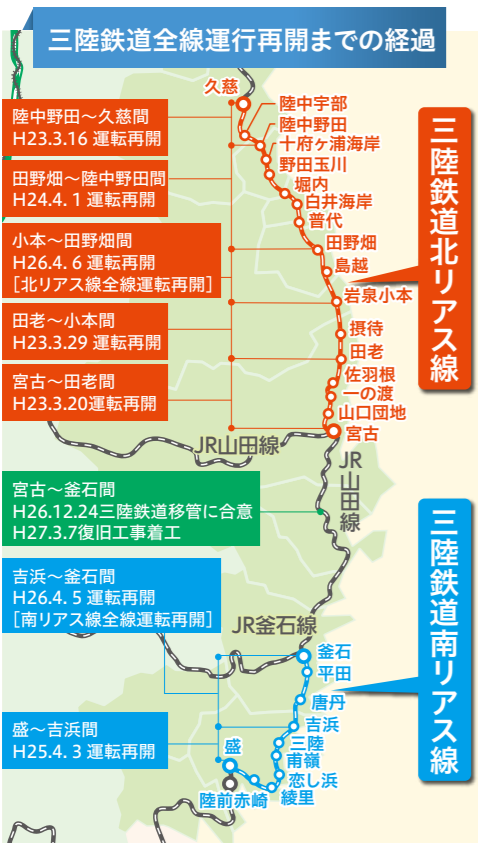 三陸鉄道全線運行再開までの経過
久慈
陸中宇部
陸中野田
十府ヶ浦海岸
野田玉川
堀内
白井海岸
普代
田野畑
島越
岩泉小本
摂待
田老
佐羽根
一の渡
山口団地
宮古
三陸鉄道北リアス線
陸中野田～久慈間
H23.3.16 運転再開
田野畑～陸中野田間
H24.4. 1 運転再開
小本～田野畑間
H26.4. 6 運転再開
[北リアス線全線運転再開]
田老～小本間
H23.3.29 運転再開
宮古～田老間
H23.3.20運転再開
JR山田線
JR山田線
宮古～釜石間
H26.12.24三陸鉄道移管に合意
H27.3.7復旧工事着工
吉浜～釜石間
H26.4. 5 運転再開
[南リアス線全線運転再開]
JR釜石線
釜石
平田
唐丹
吉浜
三陸
甫嶺
恋し浜
綾里
陸前赤崎
盛
盛～吉浜間
H25.4. 3 運転再開
三陸鉄道南リアス線